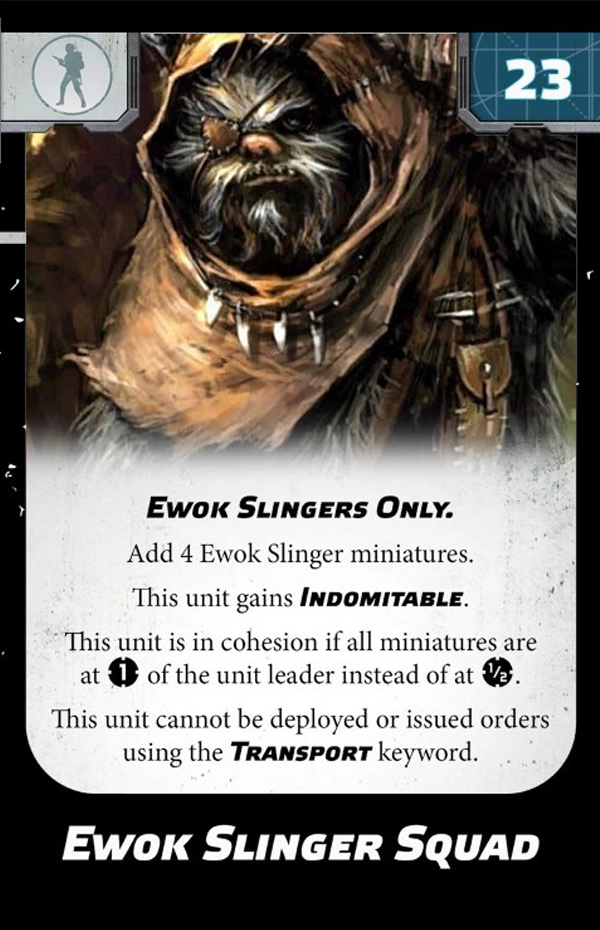 23
Ewok Slingers Only.
Add 4 Ewok Slinger miniatures.
This unit gains Indomitable.
This unit is in cohesion if all miniatures are
at 1 of the unit leader instead of at ½.
This unit cannot be deployed or issued orders
using the Transport keyword.
Ewok Slinger Squad